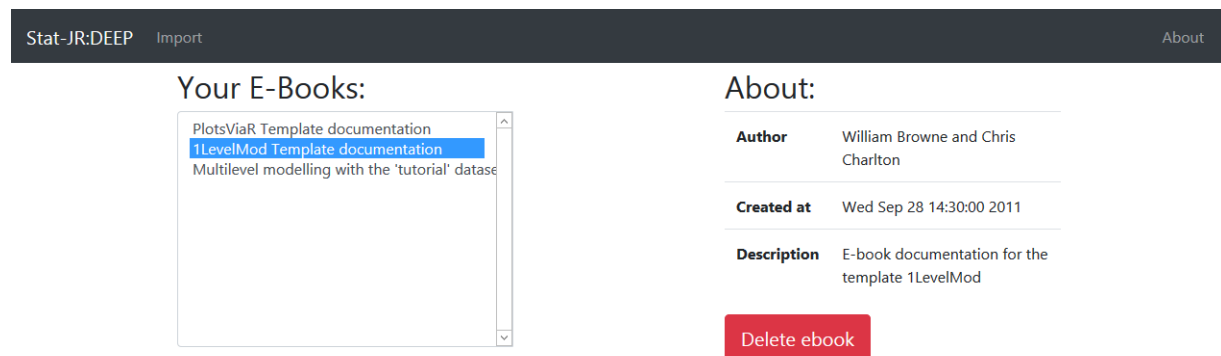 Stat-JR:DEEP Import About
Your E-Books:
PlotsViaR Template documentation
1LevelMod Template documentation
Multilevel modelling with the 'tutorial' datase
About:
Author William Browne and Chris
Charlton
Created at Wed Sep 28 14:30:00 2011
Description E-book documentation for the
template 1LevelMod
Delete ebook